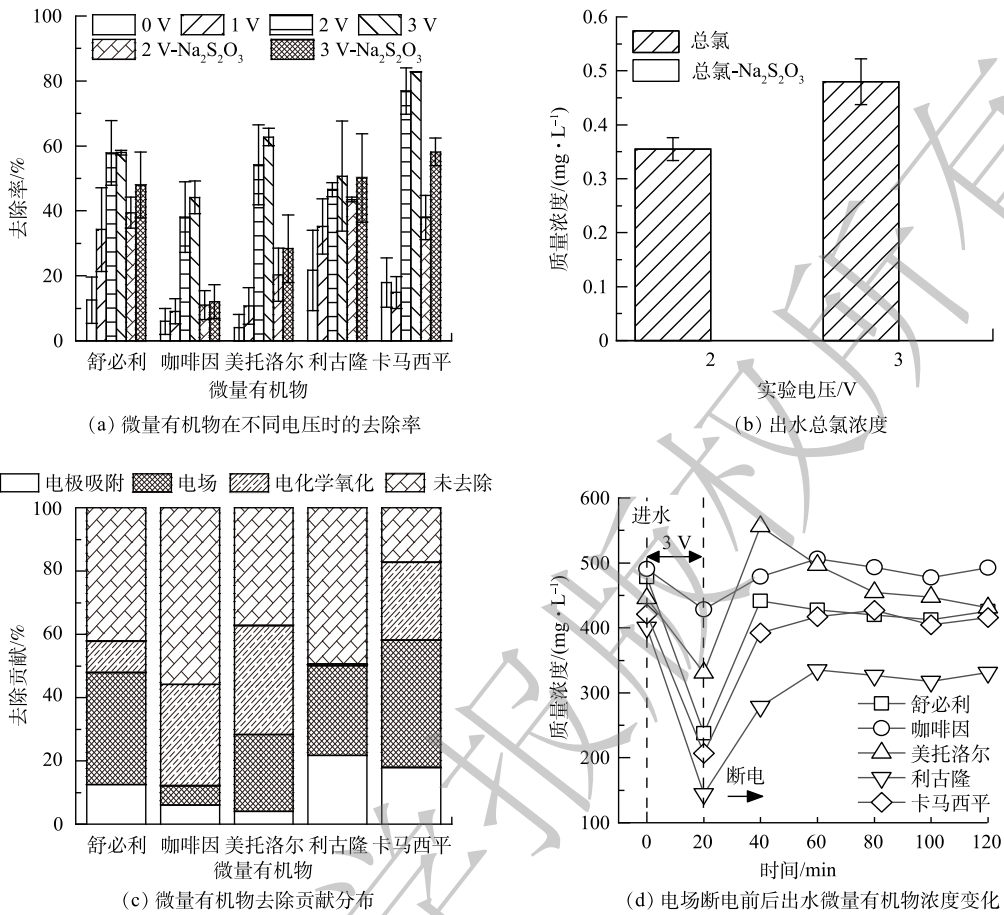 100
80
60
40
20
0
去除率/%
0 V
1 V
2 V
3 V
2 V-Na₂S₂O₃
3 V-Na₂S₂O₃
舒必利
咖啡因
美托洛尔
利古隆
卡马西平
微量有机物
(a) 微量有机物在不同电压时的去除率
0.6
0.5
0.4
0.3
0.6
0.1
0
质量浓度/(mg·L⁻¹)
总氯
总氯-Na₂S₂O₃
2
3
实验电压/V
(b) 出水总氯浓度
电极吸附
电场
电化学氧化
未去除
100
80
60
40
20
0
去除贡献/%
舒必利
咖啡因
美托洛尔
利古隆
卡马西平
微量有机物
(c) 微量有机物去除贡献分布
600
500
400
300
200
100
质量浓度/(mg·L⁻¹)
进水
3 V
断电
舒必利
咖啡因
美托洛尔
利古隆
卡马西平
0
20
40
60
80
100
120
时间/min
(d) 电场断电前后出水微量有机物浓度变化
学报版权所有